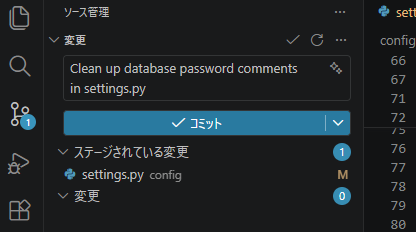 ソース管理
変更
Clean up database password comments
in settings.py
コミット
ステージされている変更 1
settings.py config M
変更 0
1
config
66
67
71
72
75
76
77
78
79
80